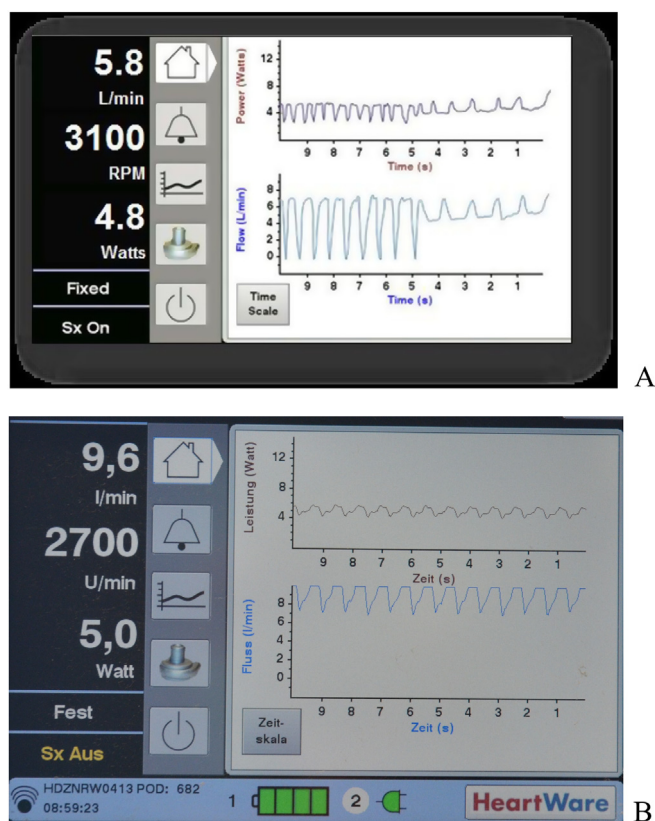 5.8
L/min
3100
RPM
4.8
Watts
Fixed
Sx On
Power (Watts)
12
8
4
9 8 7 6 5 4 3 2 1
Time (s)
Flow (L/min)
8
6
4
2
0
9 8 7 6 5 4 3 2 1
Time (s)
Time
Scale
A
9,6
l/min
2700
U/min
5,0
Watt
Fest
Sx Aus
Leistung (Watt)
12
8
4
9 8 7 6 5 4 3 2 1
Zeit (s)
Fluss (l/min)
8
6
4
2
0
9 8 7 6 5 4 3 2 1
Zeit (s)
Zeit-
skala
HDZNRW0413 POD: 682
08:59:23
1
2
HeartWare
B